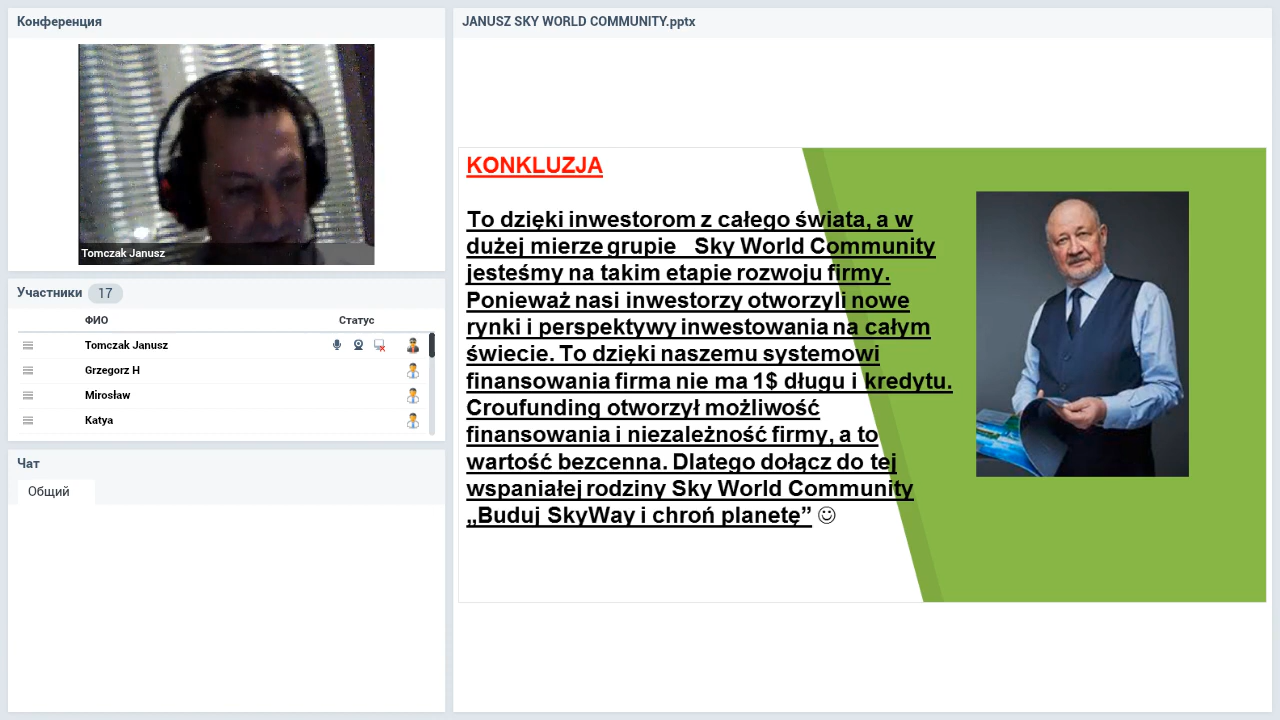 Конференция
Tomczak Janusz
Участники 17
ФИО Статус
Tomczak Janusz
Grzegorz H
Mirosław
Katya
Чат
Общий
JANUSZ SKY WORLD COMMUNITY.pptx
KONKLUZJA
To dzięki inwestorom z całego świata, a w
dużej mierze grupie Sky World Community
jesteśmy na takim etapie rozwoju firmy.
Ponieważ nasi inwestorzy otworzyli nowe
rynki i perspektywy inwestowania na całym
świecie. To dzięki naszemu systemowi
finansowania firma nie ma 1$ długu i kredytu.
Croufunding otworzył możliwość
finansowania i niezależność firmy, a to
wartość bezcenna. Dlatego dołącz do tej
wspaniałej rodziny Sky World Community
„Buduj SkyWay i chroń planetę” ☺